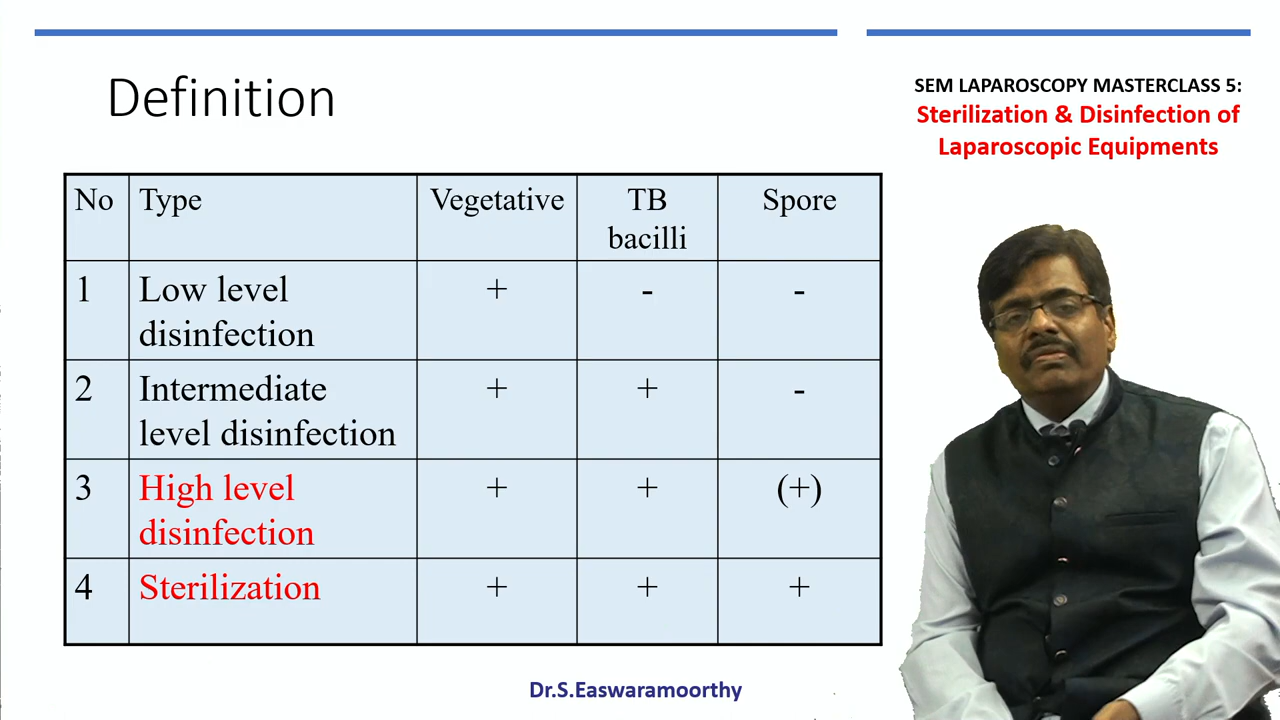 Definition
SEM LAPAROSCOPY MASTERCLASS 5:
Sterilization & Disinfection of
Laparoscopic Equipments
No Type Vegetative TB bacilli Spore
1 Low level disinfection + - -
2 Intermediate level disinfection + + -
3 High level disinfection + + (+)
4 Sterilization + + +
Dr.S.Easwaramoorthy